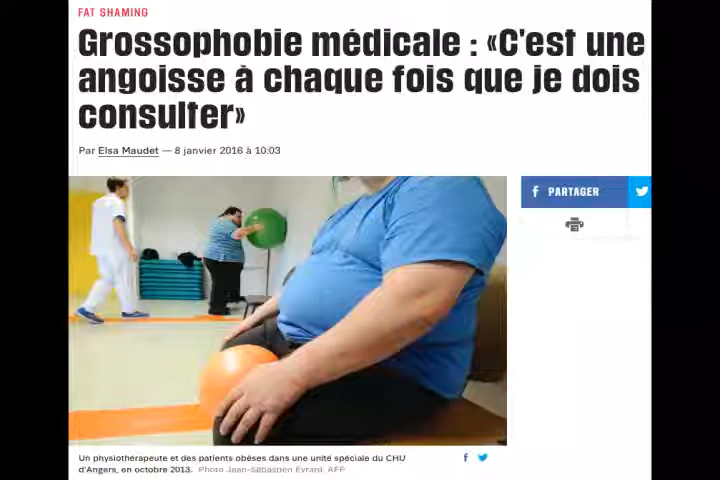 FAT SHAMING
Grossophobie médicale : «C'est une
angoisse à chaque fois que je dois
consulter»
Par Elsa Maudet — 8 janvier 2016 à 10:03
f PARTAGER
Un physiothérapeute et des patients obèses dans une unité spéciale du CHU
d'Angers, en octobre 2013. Photo Jean-Sébastien Evrard. AFP